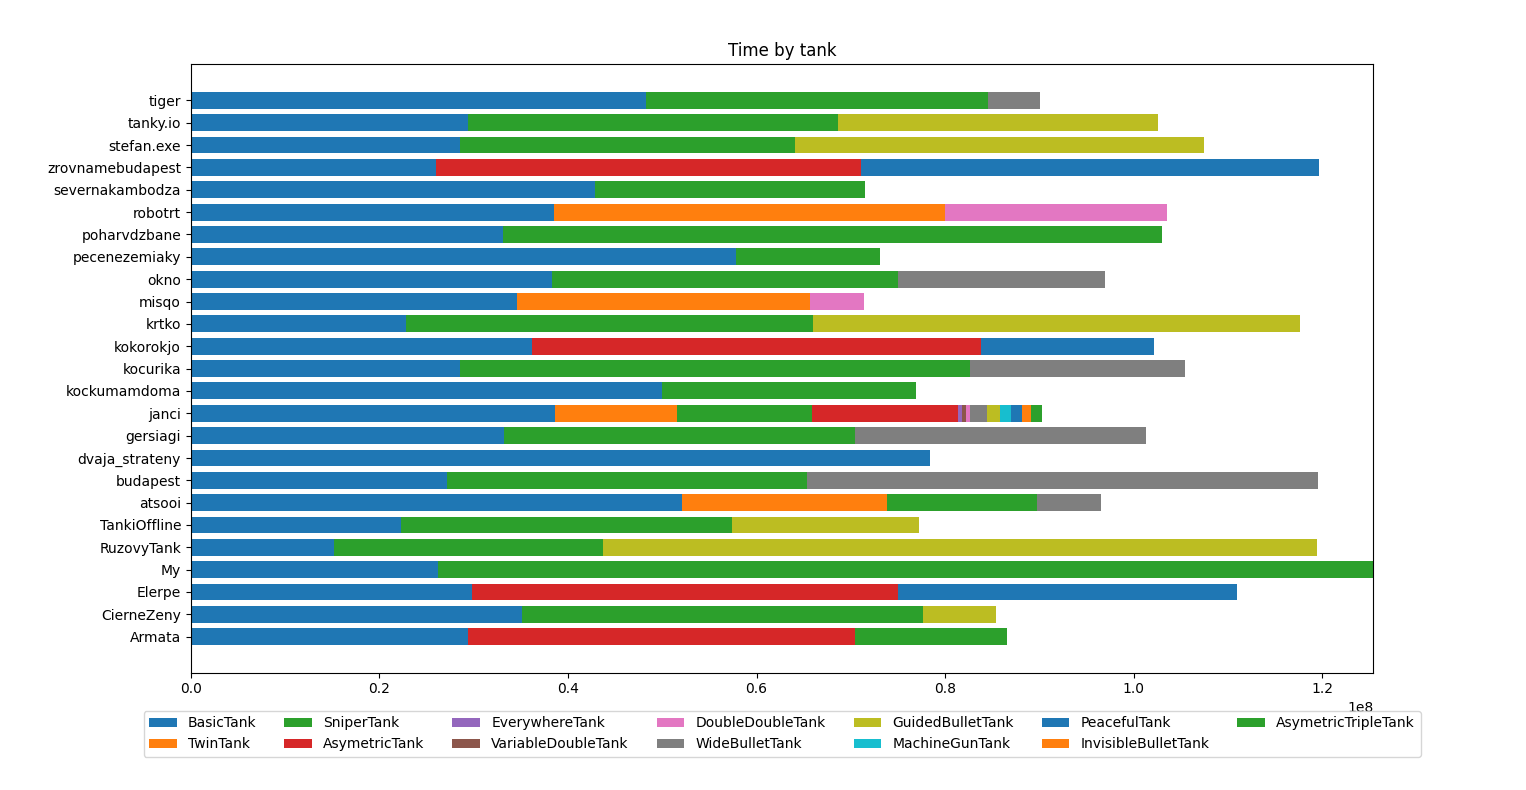 Time by tank
tiger
tanky.io
stefan.exe
zrovnamebudapest
severnakambodza
robotrt
poharvdzbane
pecenezemiaky
okno
misqo
krtko
kokorokjo
kocurika
kockumamdoma
janci
gersiagi
dvaja_strateny
budapest
atsooi
TankiOffline
RuzovyTank
My
Elerpe
CierneZeny
Armata
0.0 0.2 0.4 0.6 0.8 1.0 1.2
1e8
BasicTank SniperTank EverywhereTank DoubleDoubleTank GuidedBulletTank PeacefulTank AsymetricTripleTank
TwinTank AsymetricTank VariableDoubleTank WideBulletTank MachineGunTank InvisibleBulletTank